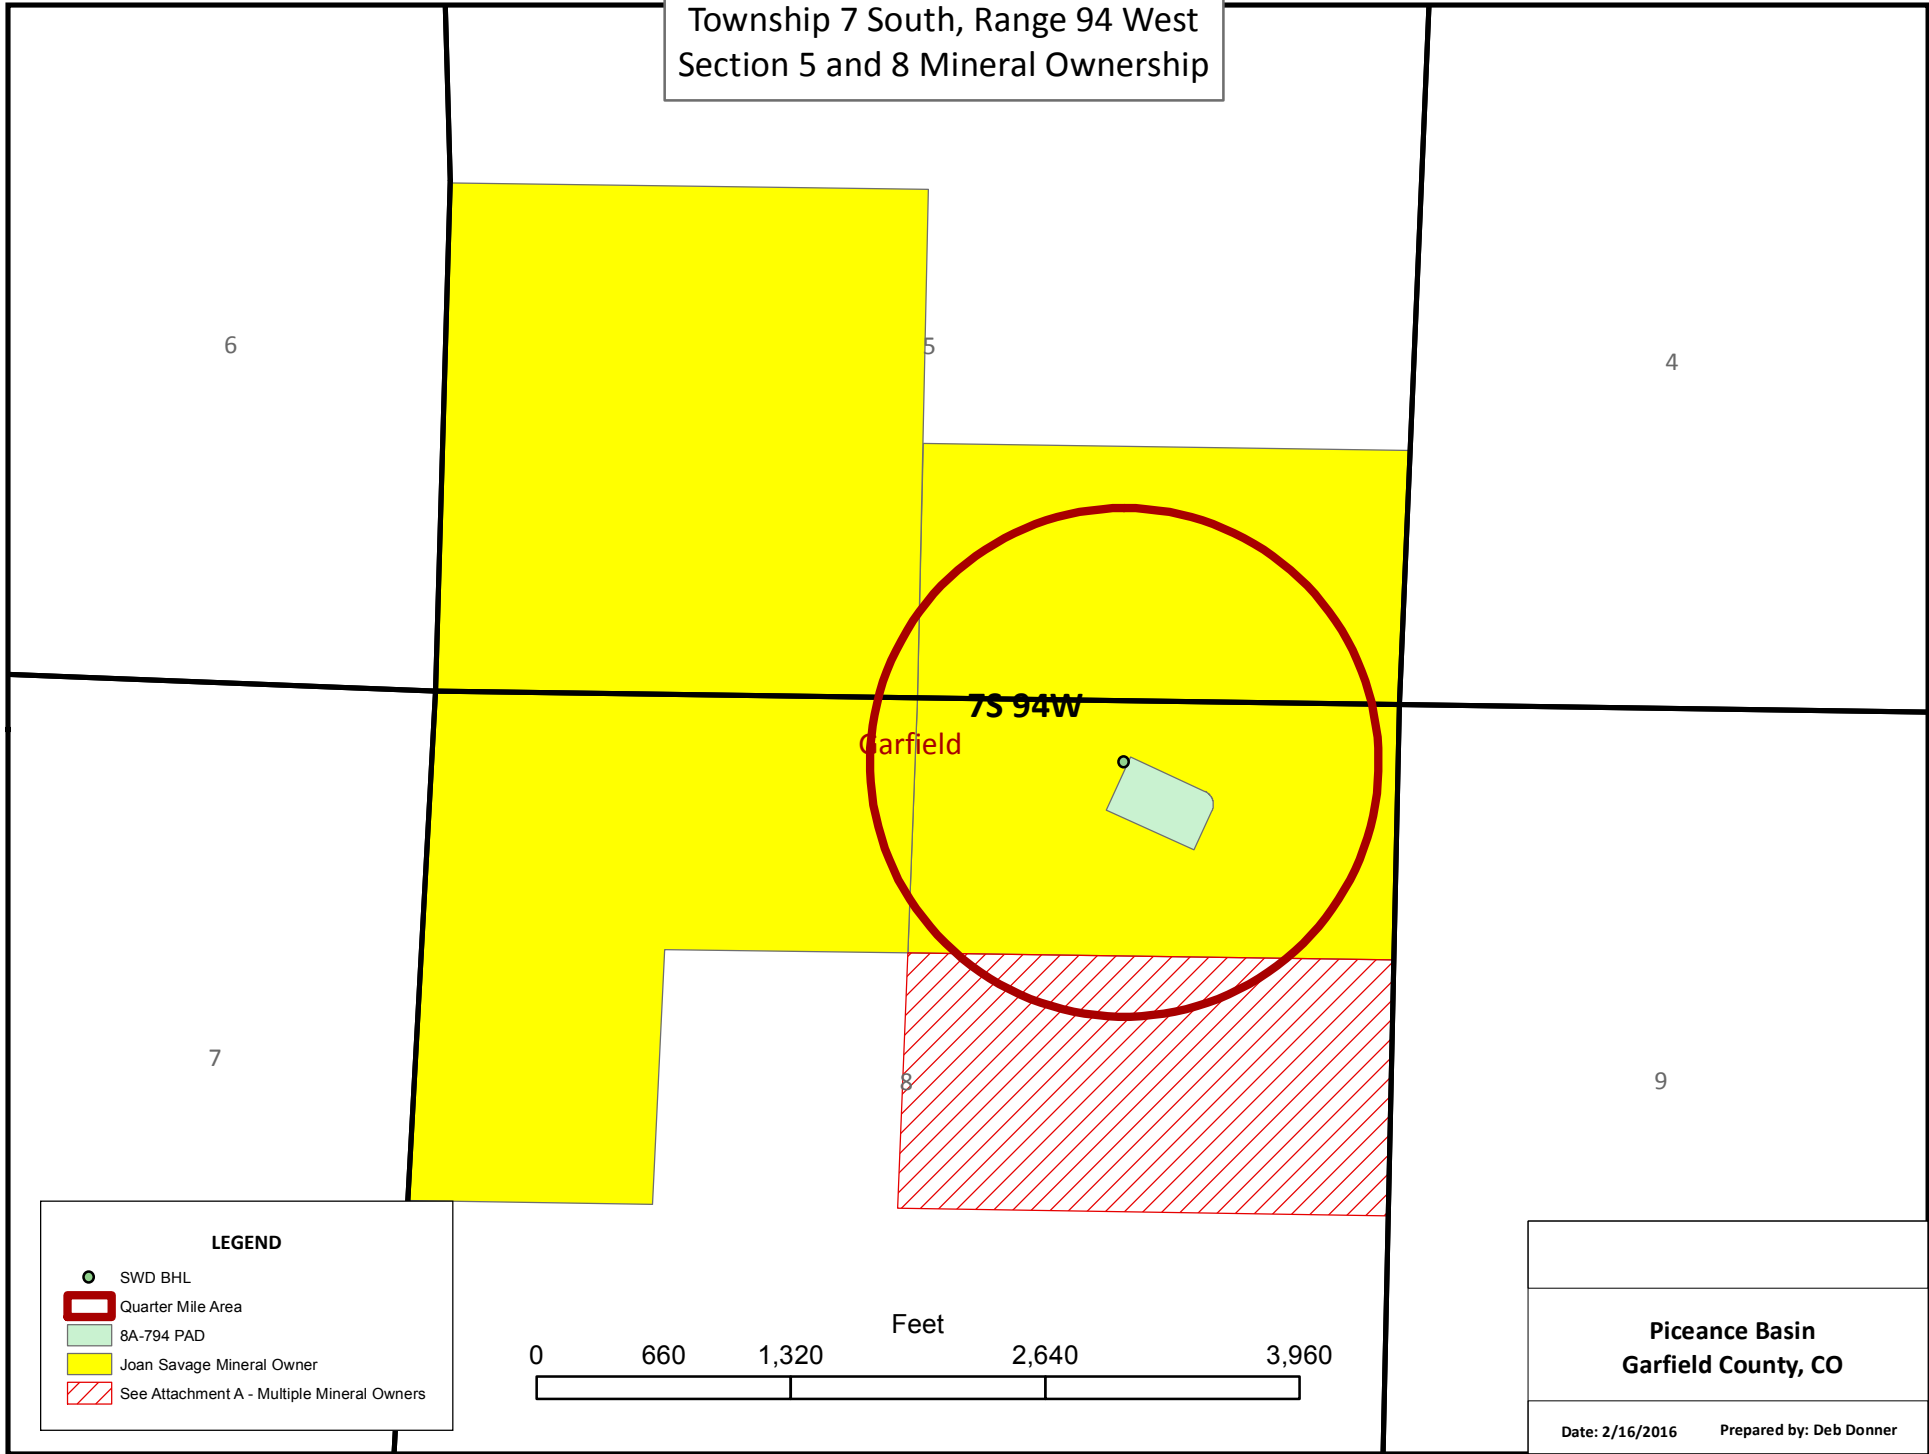 Township 7 South, Range 94 West
Section 5 and 8 Mineral Ownership
6
5
4
7S 94W
Garfield
7
8
9
LEGEND
SWD BHL
Quarter Mile Area
8A-794 PAD
Joan Savage Mineral Owner
See Attachment A - Multiple Mineral Owners
Feet
0 660 1,320 2,640 3,960
Piceance Basin
Garfield County, CO
Date: 2/16/2016 Prepared by: Deb Donner